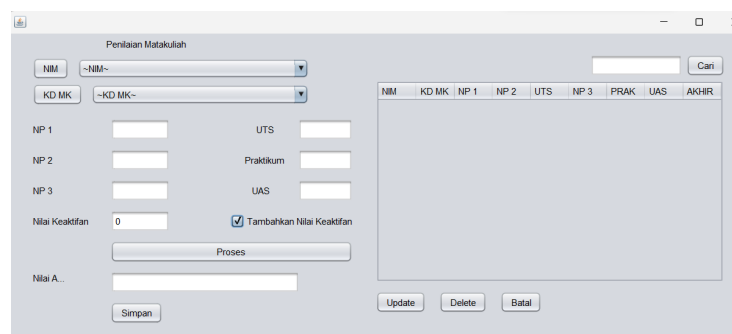 Penilaian Matakuliah
NIM ~NIM~
KD MK ~KD MK~
NP 1 UTS
NP 2 Praktikum
NP 3 UAS
Nilai Keaktifan 0 Tambahkan Nilai Keaktifan
Proses
Nilai A...
Simpan
Cari
NIM KD MK NP 1 NP 2 UTS NP 3 PRAK UAS AKHIR
Update Delete Batal